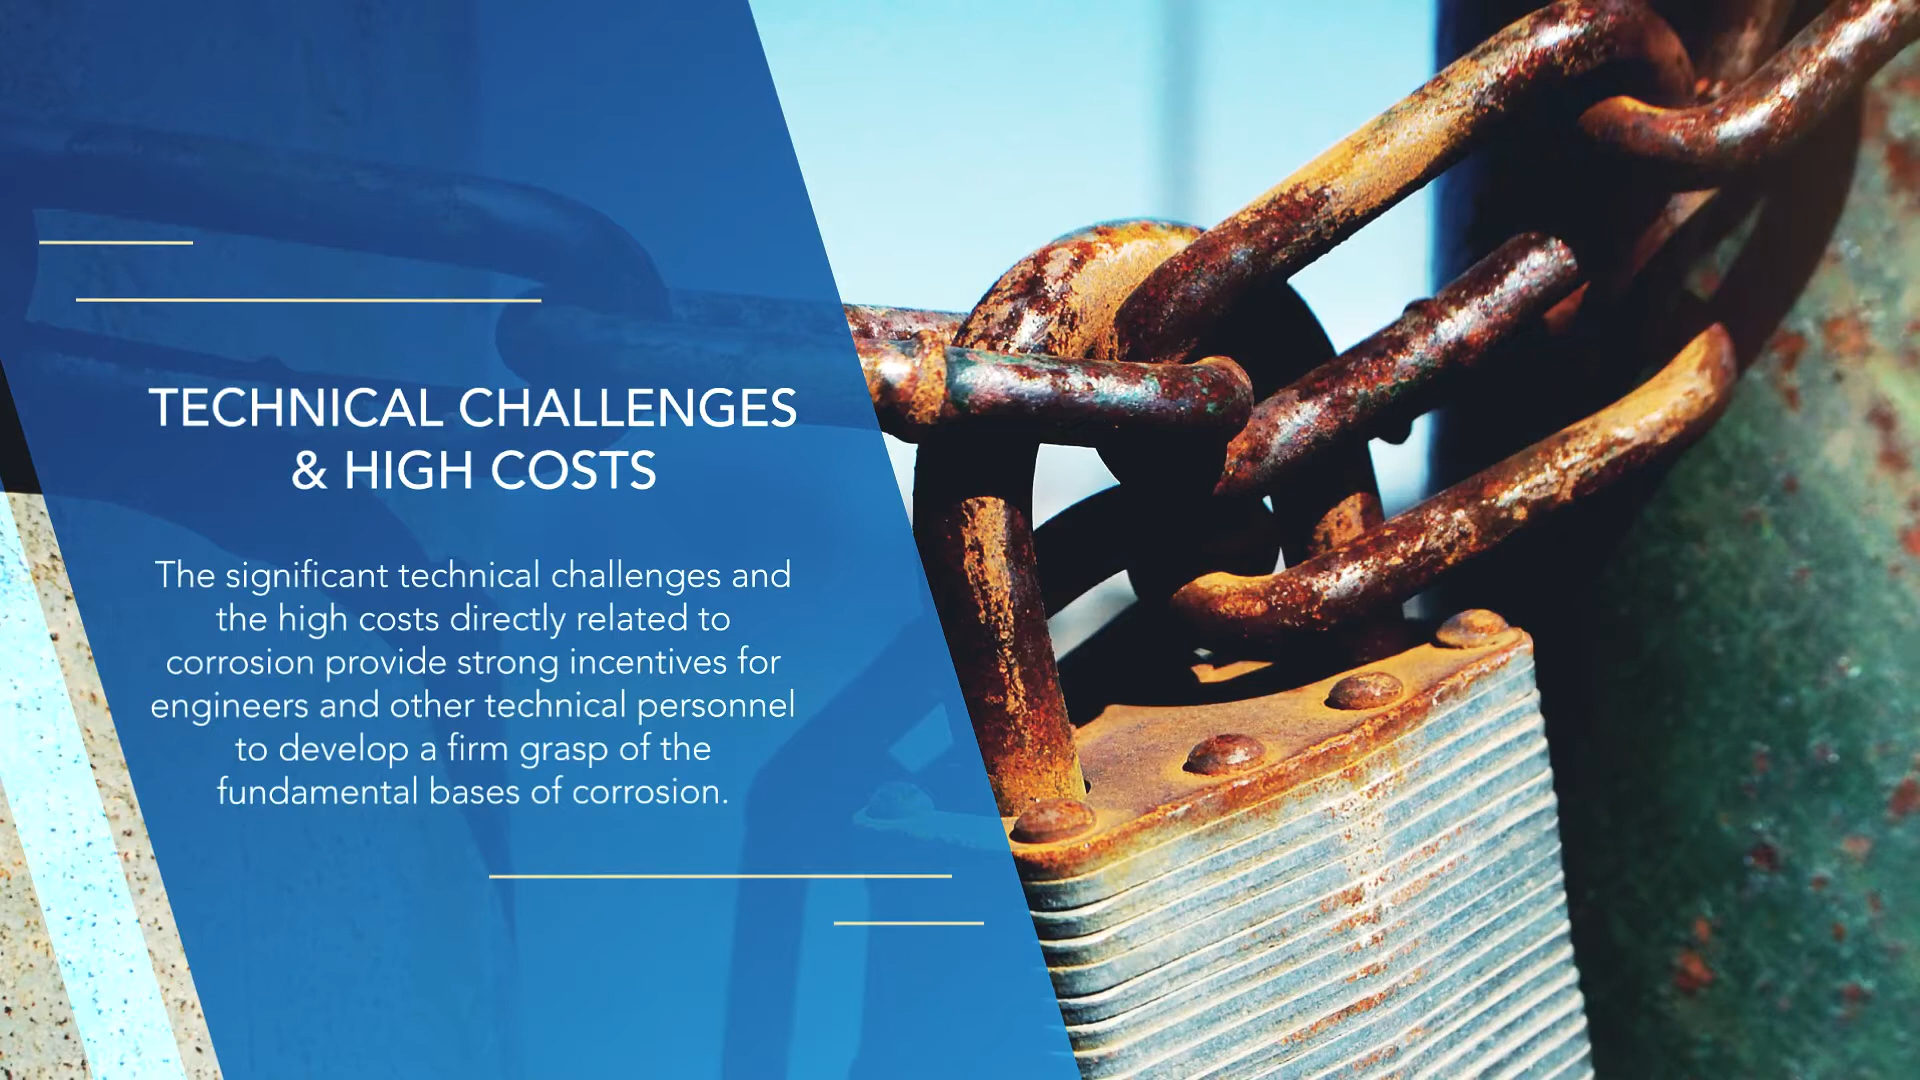 TECHNICAL CHALLENGES
& HIGH COSTS
The significant technical challenges and
the high costs directly related to
corrosion provide strong incentives for
engineers and other technical personnel
to develop a firm grasp of the
fundamental bases of corrosion.